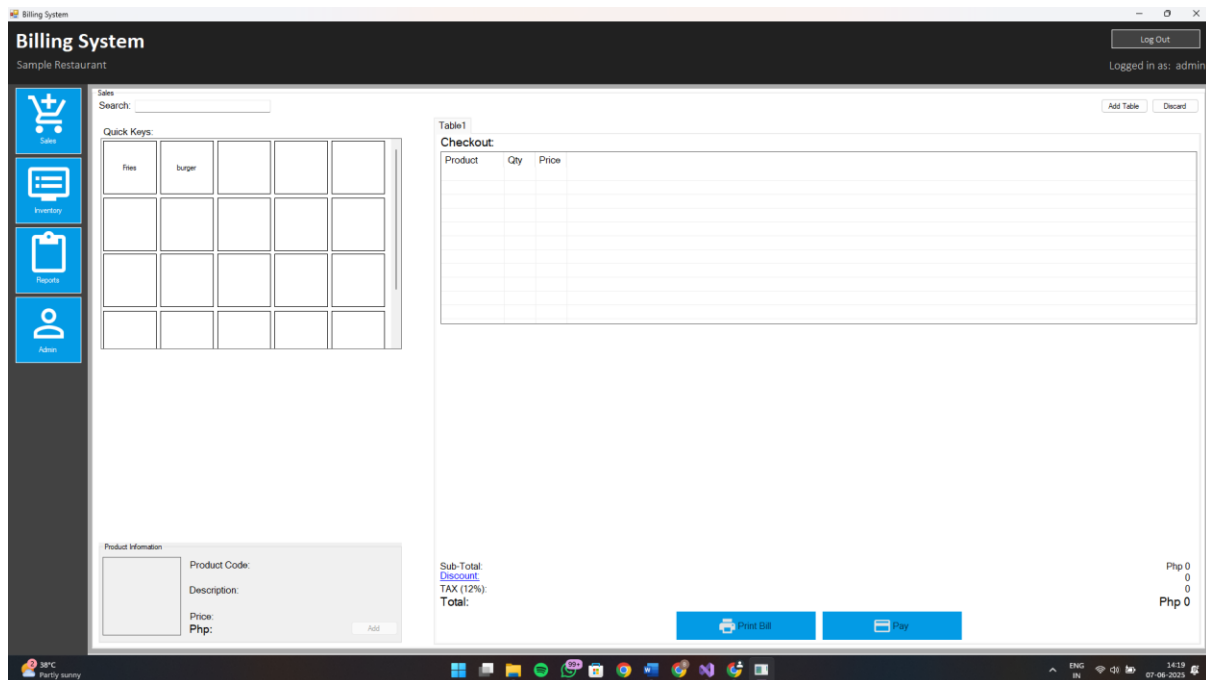 Billing System
Billing System
Log Out
Sample Restaurant
Logged in as: admin
Sales
Inventory
Reports
Admin
Sales
Search:
Quick Keys:
Fries
burger
Product Information
Product Code:
Description:
Price:
Php:
Add
Add Table
Discard
Table1
Checkout:
Product Qty Price
Sub-Total: Php 0
Discount: 0
TAX (12%): 0
Total: Php 0
Print Bill
Pay
2
38°C
Partly sunny
99+
ENG
IN
14:19
07-06-2025